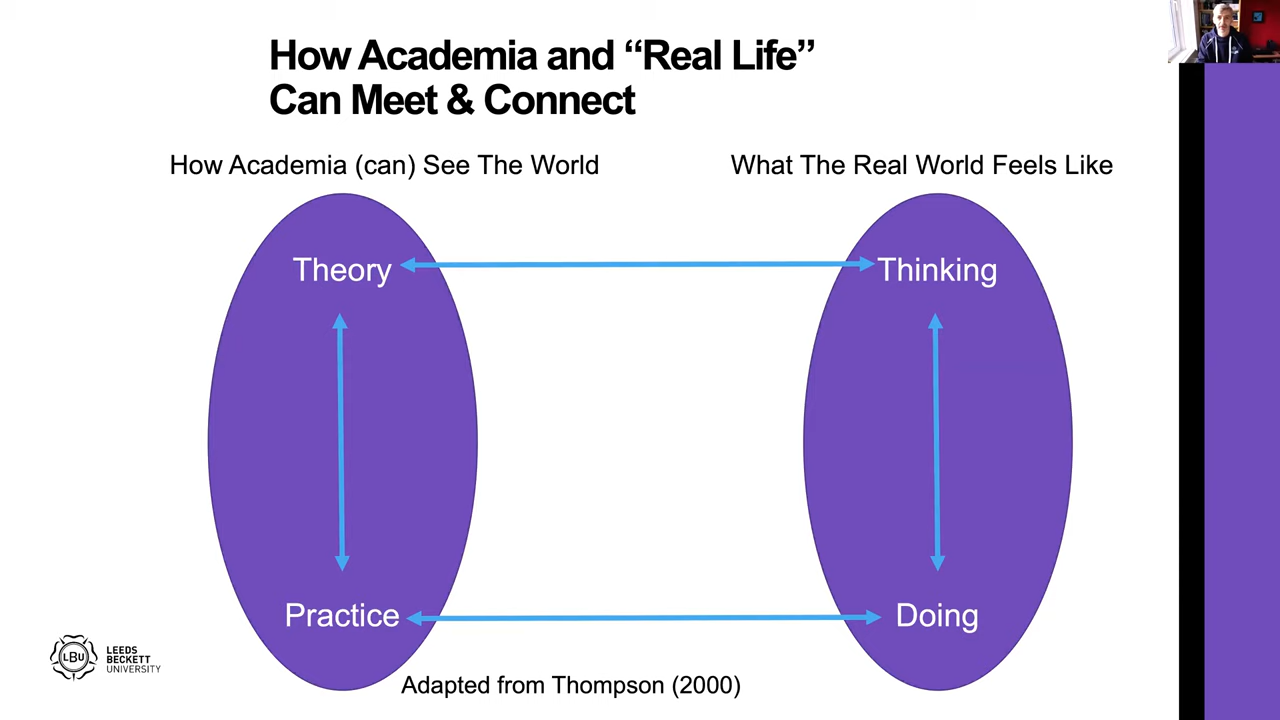 How Academia and “Real Life”
Can Meet & Connect
How Academia (can) See The World
What The Real World Feels Like
Theory
Thinking
Practice
Doing
LBU
LEEDS
BECKETT
UNIVERSITY
Adapted from Thompson (2000)